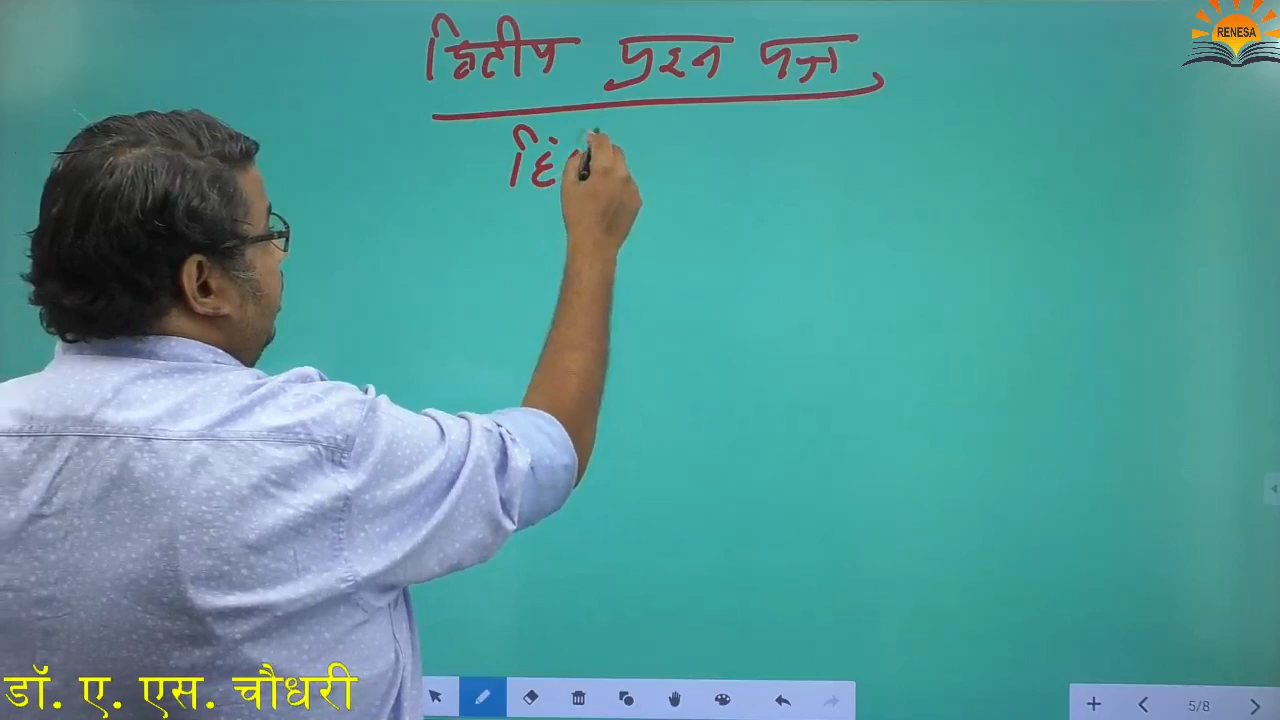 द्वितीय प्रश्न पत्र
हिं
RENESA
डॉ. ए. एस. चौधरी
5/8